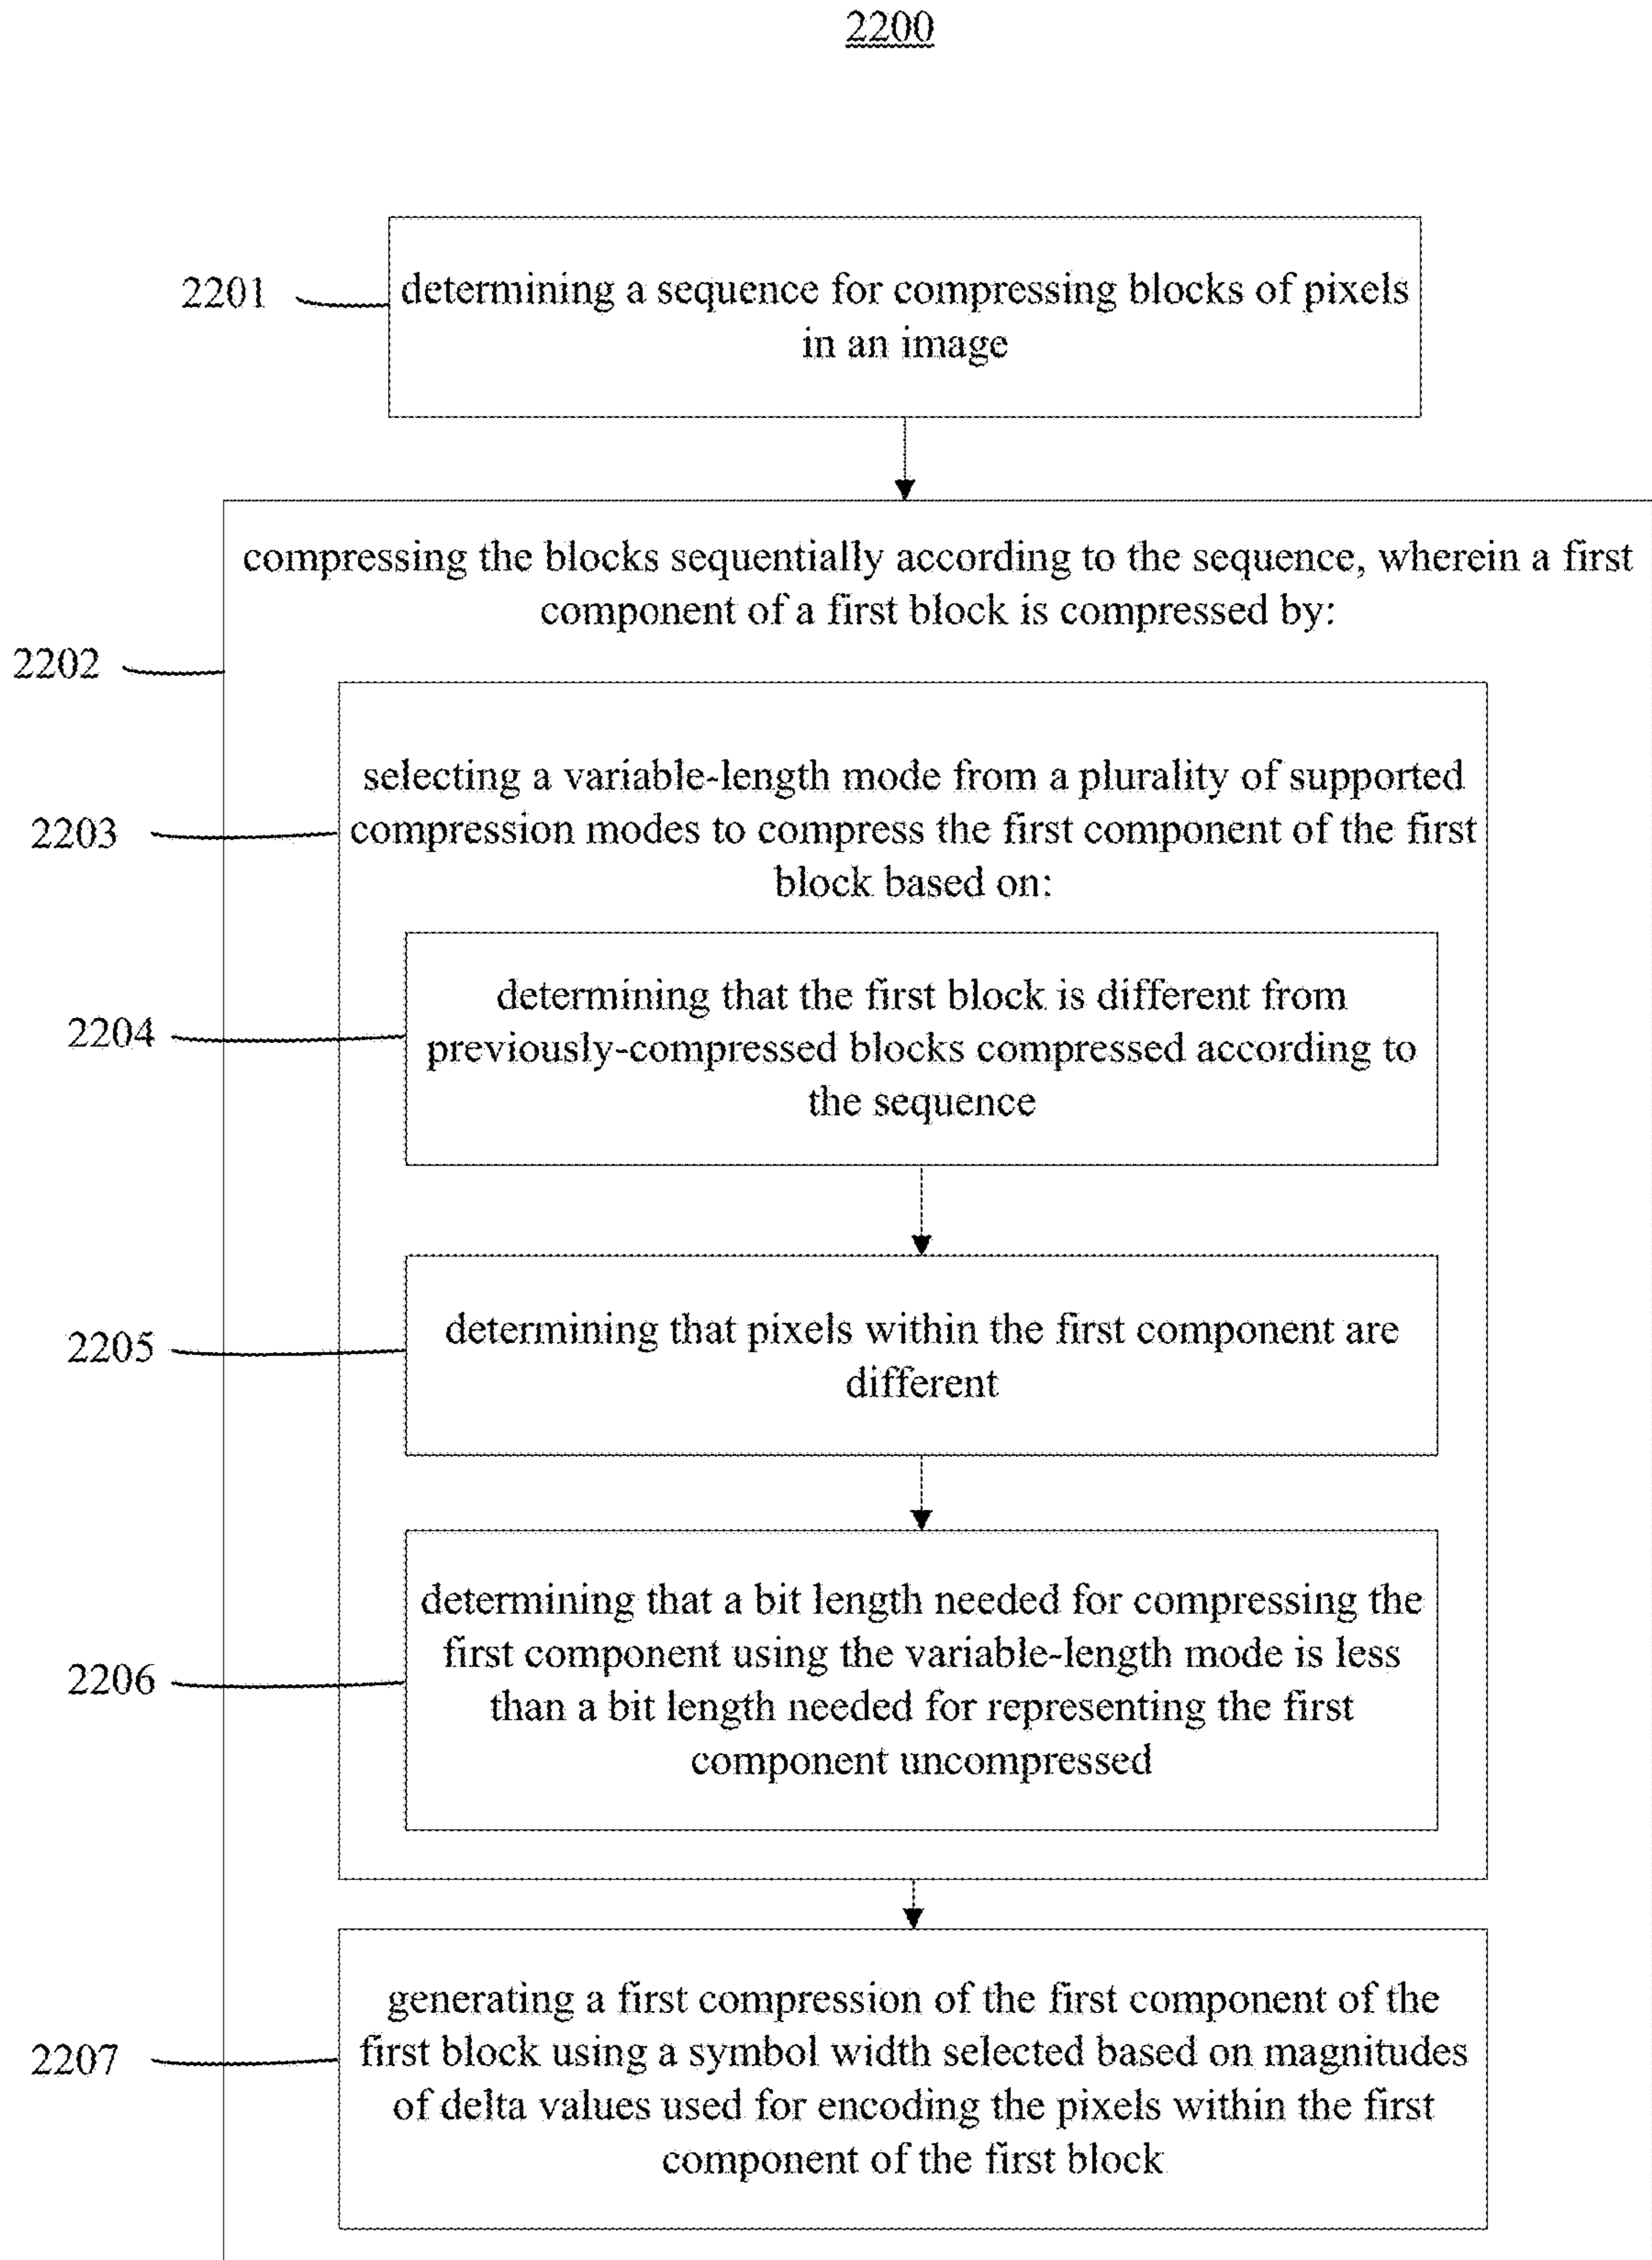 2200
2201
determining a sequence for compressing blocks of pixels
in an image
compressing the blocks sequentially according to the sequence, wherein a first
component of a first block is compressed by:
2202
selecting a variable-length mode from a plurality of supported
2203
compression modes to compress the first component of the first
block based on:
determining that the first block is different from
2204
previously-compressed blocks compressed according to
the sequence
2205
determining that pixels within the first component are
different
determining that a bit length needed for compressing the
first component using the variable-length mode is less
2206
than a bit length needed for representing the first
component uncompressed
generating a first compression of the first component of the
2207
first block using a symbol width selected based on magnitudes
of delta values used for encoding the pixels within the first
component of the first block